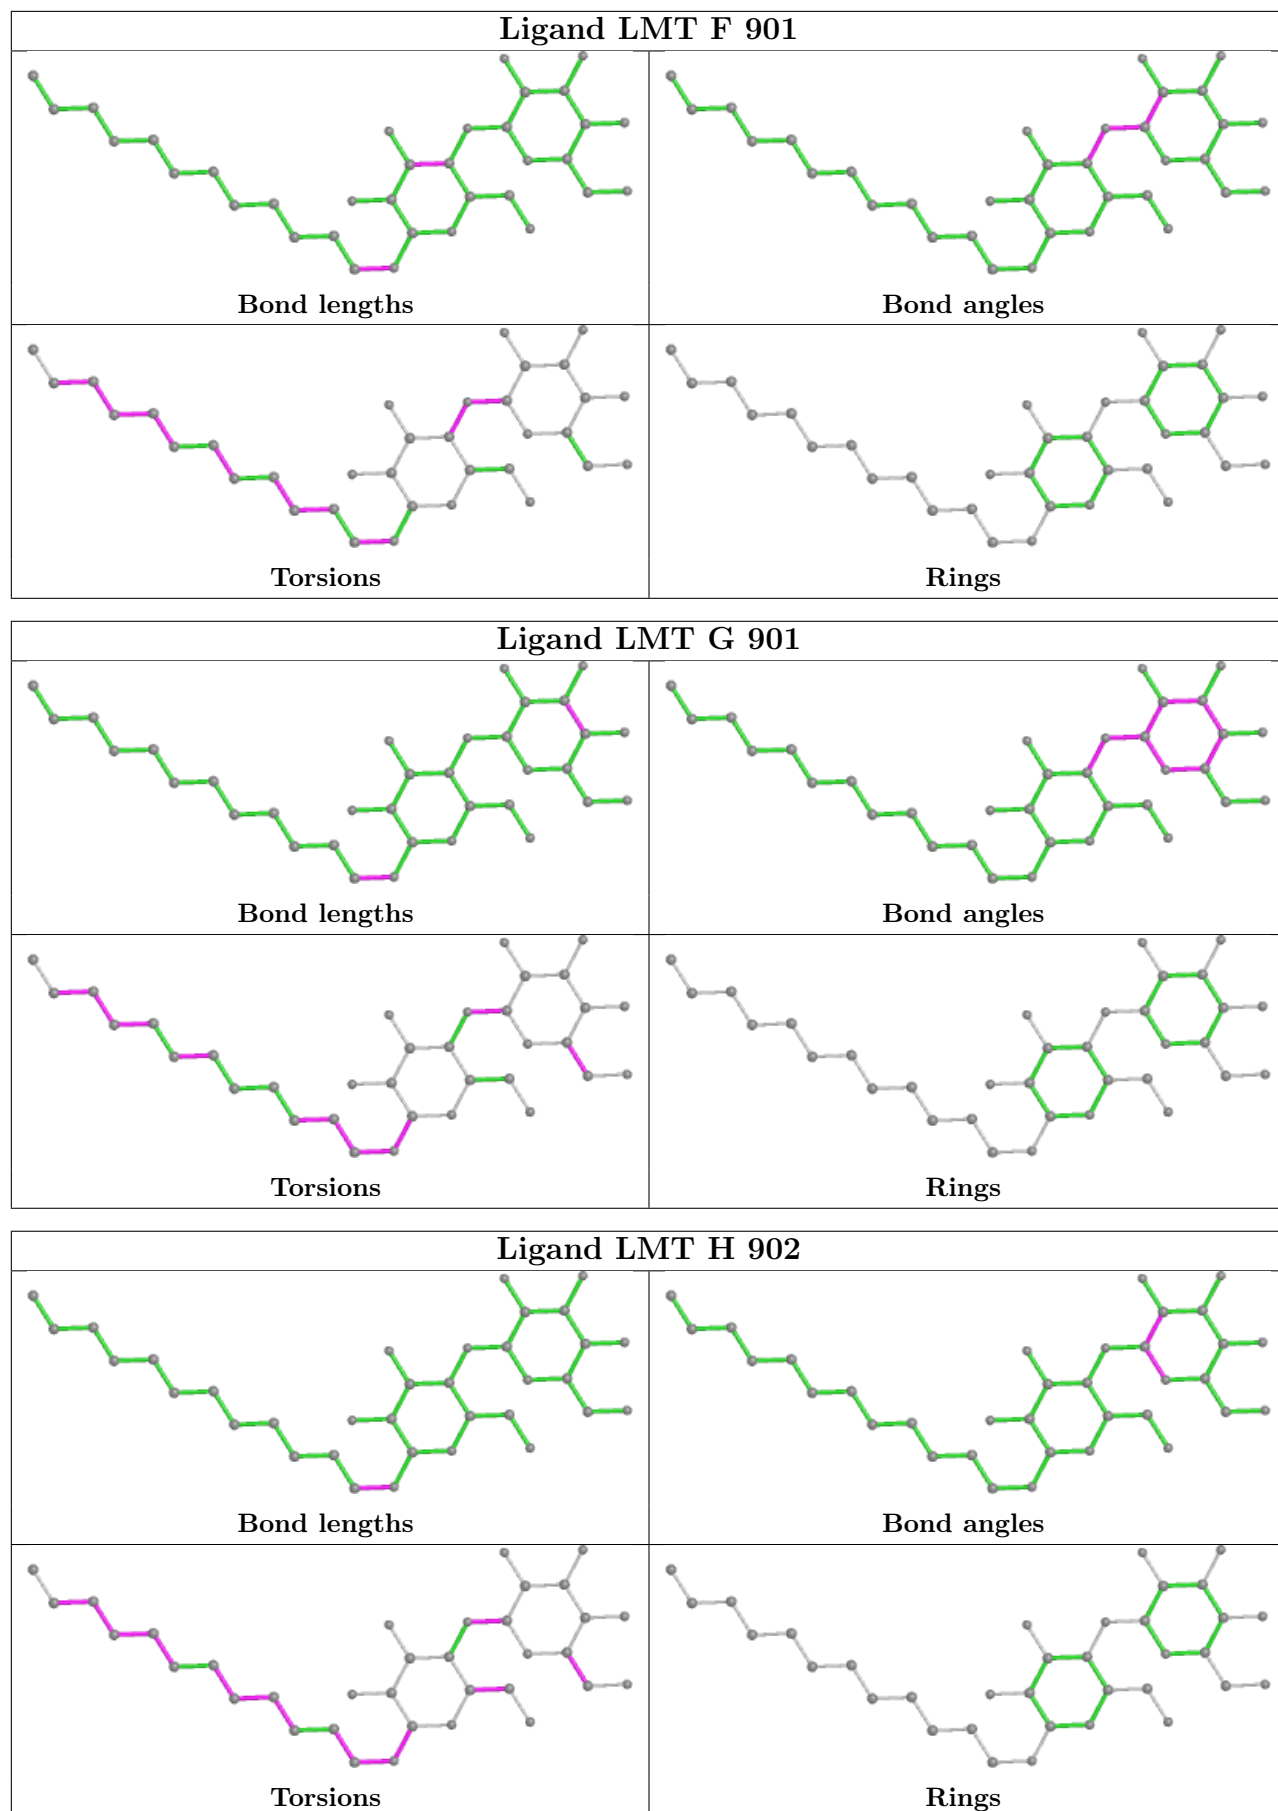 Ligand LMT F 901
Bond lengths
Bond angles
Torsions
Rings
Ligand LMT G 901
Bond lengths
Bond angles
Torsions
Rings
Ligand LMT H 902
Bond lengths
Bond angles
Torsions
Rings